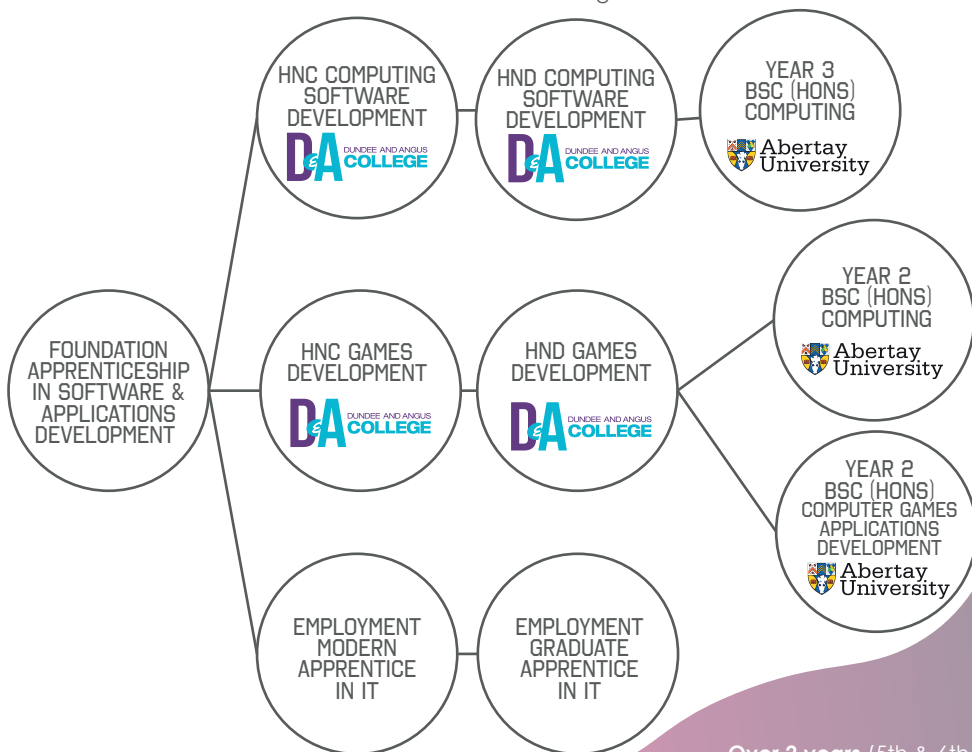 HNC COMPUTING
SOFTWARE
DEVELOPMENT
D&A DUNDEE AND ANGUS
COLLEGE
HND COMPUTING
SOFTWARE
DEVELOPMENT
D&A DUNDEE AND ANGUS
COLLEGE
YEAR 3
BSC (HONS)
COMPUTING
Abertay
University
FOUNDATION
APPRENTICESHIP
IN SOFTWARE &
APPLICATIONS
DEVELOPMENT
HNC GAMES
DEVELOPMENT
D&A DUNDEE AND ANGUS
COLLEGE
HND GAMES
DEVELOPMENT
D&A DUNDEE AND ANGUS
COLLEGE
YEAR 2
BSC (HONS)
COMPUTING
Abertay
University
YEAR 2
BSC (HONS)
COMPUTER GAMES
APPLICATIONS
DEVELOPMENT
Abertay
University
EMPLOYMENT
MODERN
APPRENTICE
IN IT
EMPLOYMENT
GRADUATE
APPRENTICE
IN IT